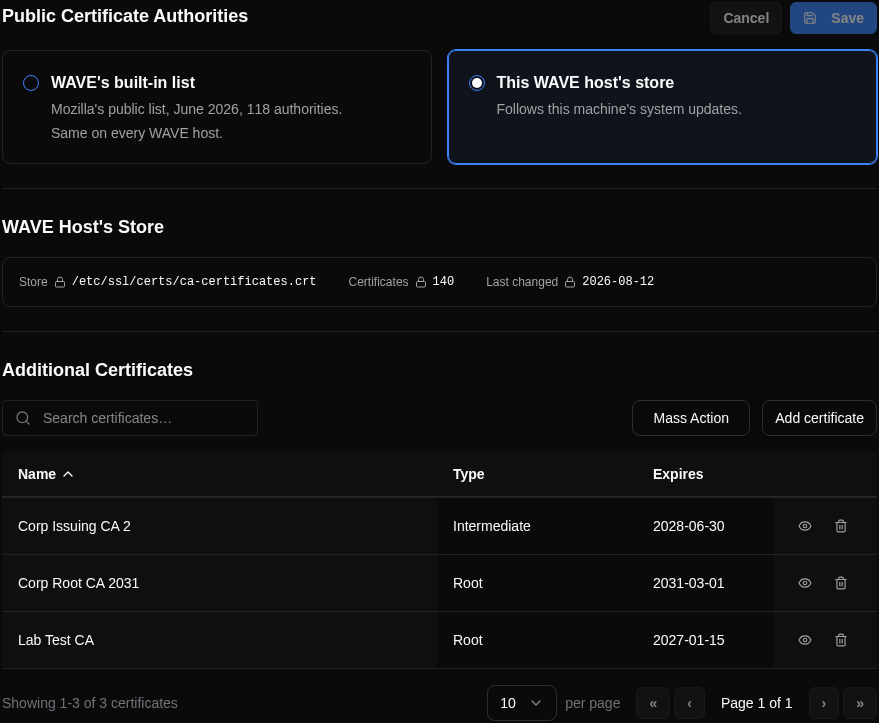 Public Certificate Authorities
Cancel
Save
WAVE's built-in list
Mozilla's public list, June 2026, 118 authorities.
Same on every WAVE host.
This WAVE host's store
Follows this machine's system updates.
WAVE Host's Store
Store /etc/ssl/certs/ca-certificates.crt Certificates 140 Last changed 2026-08-12
Additional Certificates
Search certificates…
Mass Action
Add certificate
Name Type Expires
Corp Issuing CA 2 Intermediate 2028-06-30
Corp Root CA 2031 Root 2031-03-01
Lab Test CA Root 2027-01-15
Showing 1-3 of 3 certificates 10 per page « ‹ Page 1 of 1 › »